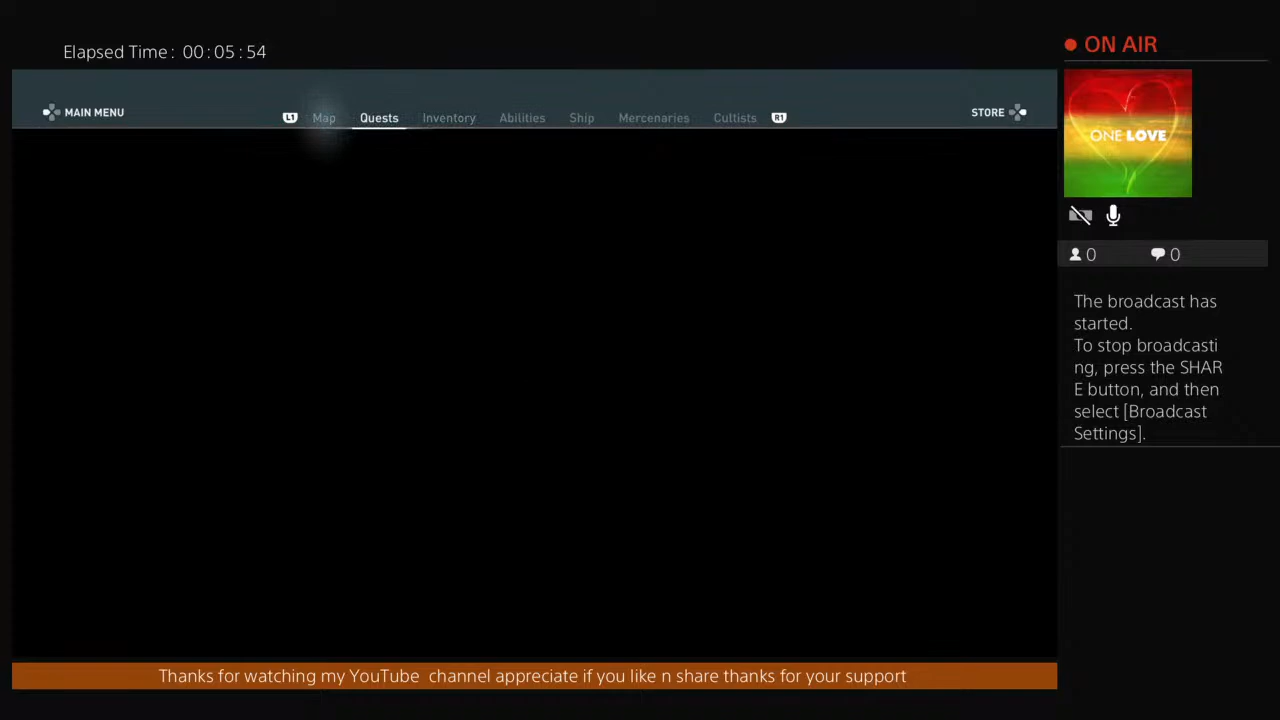 Elapsed Time: 00:05:54
ON AIR
MAIN MENU
L1 Map Quests Inventory Abilities Ship Mercenaries Cultists R1
STORE
ONE LOVE
0 0
The broadcast has
started.
To stop broadcasti
ng, press the SHAR
E button, and then
select [Broadcast
Settings].
Thanks for watching my YouTube channel appreciate if you like n share thanks for your support